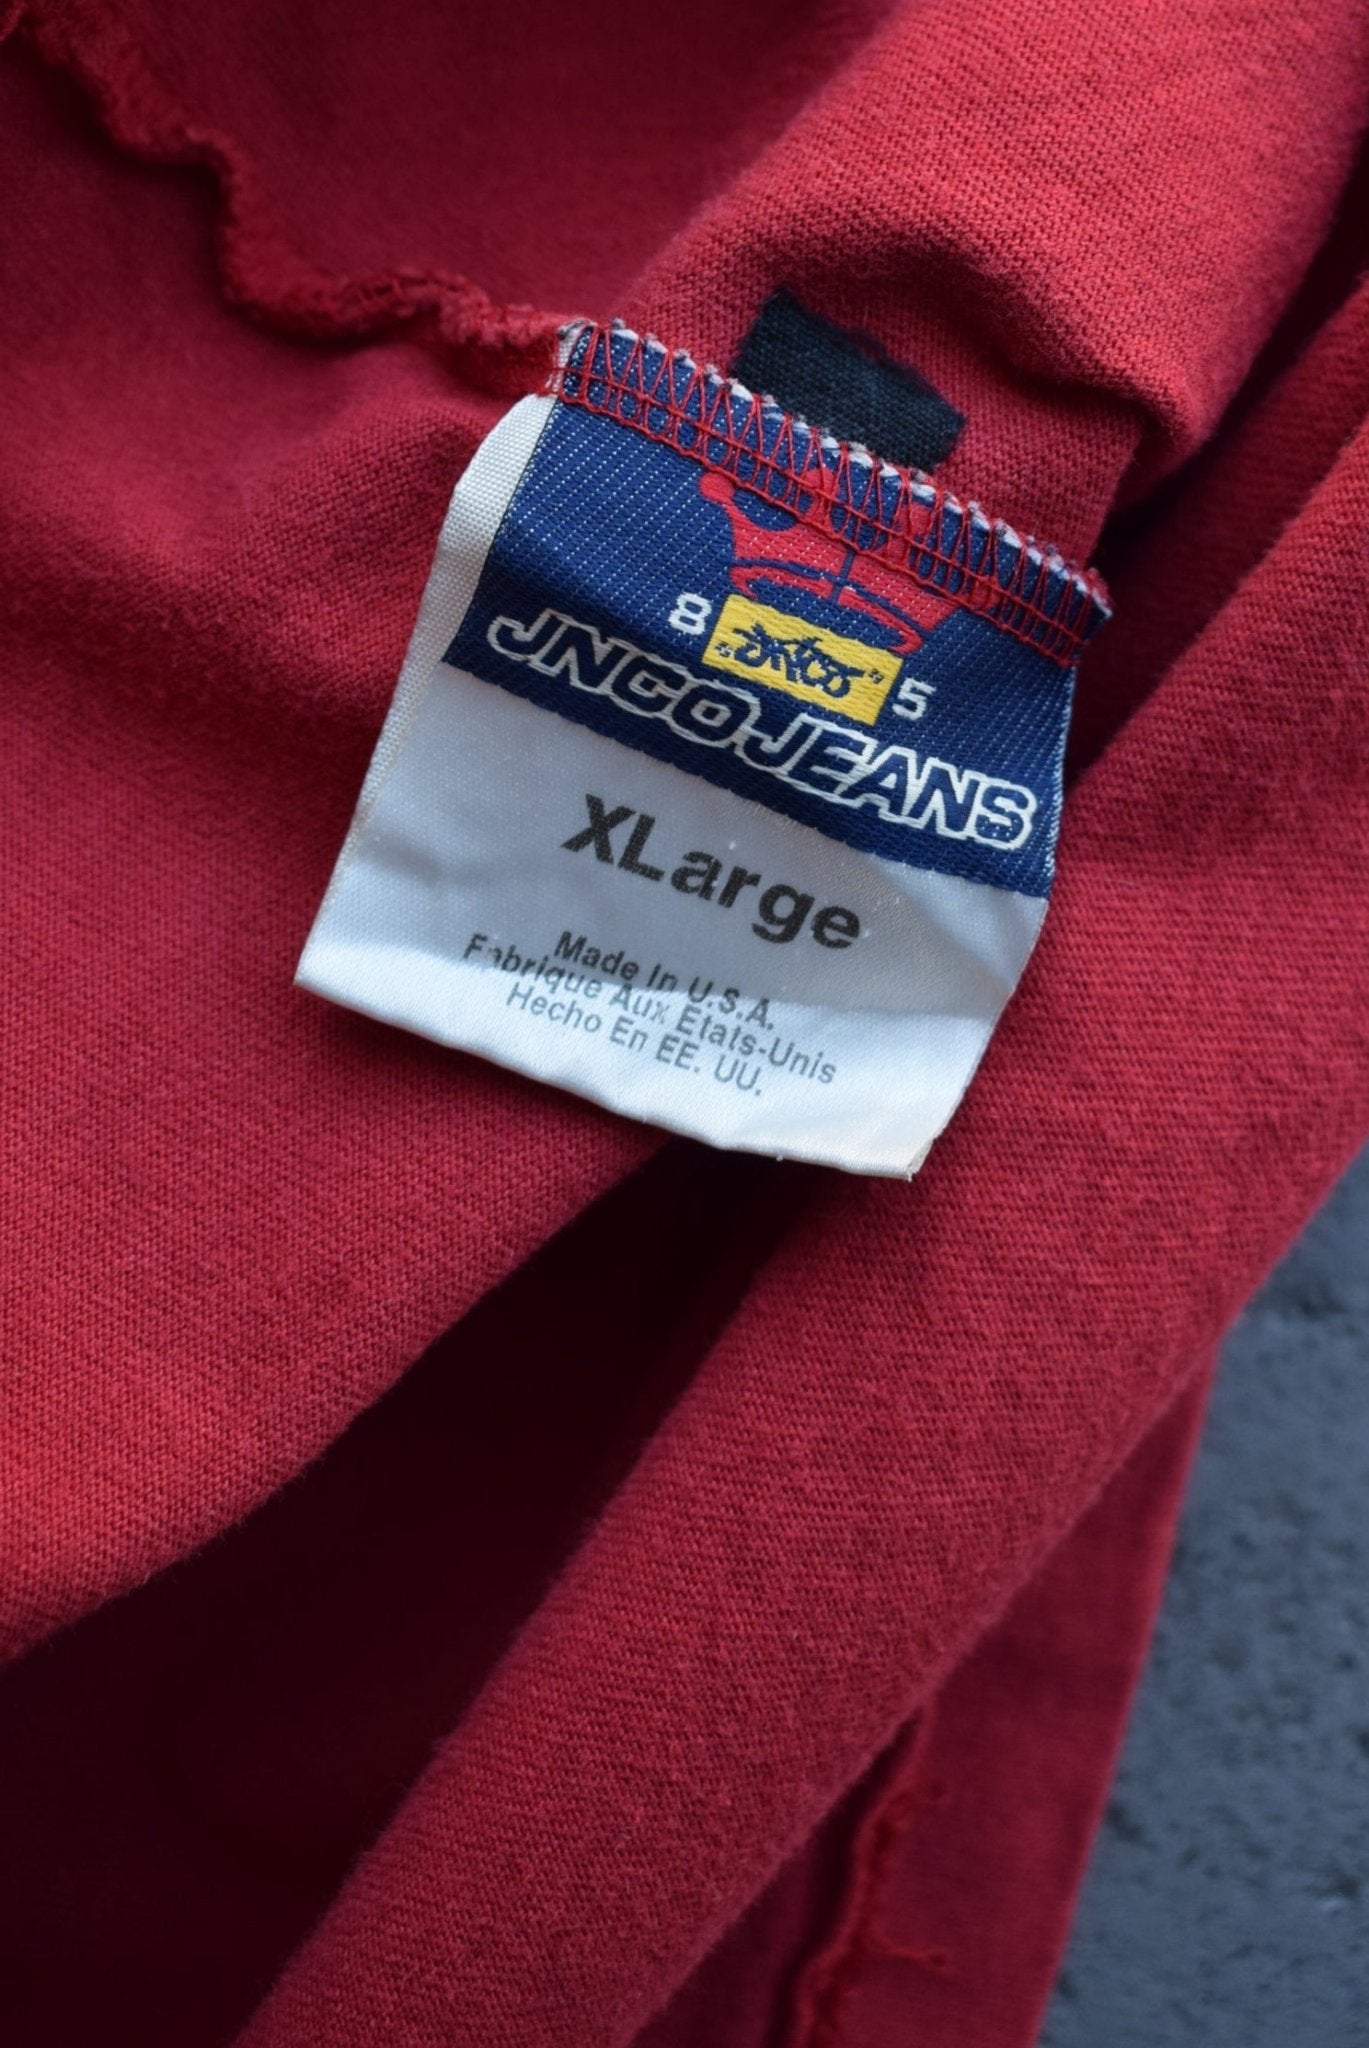 8 "JNCO" 5
JNCO JEANS
XLarge
Made In U.S.A.
Fabrique Aux Etats-Unis
Hecho En EE. UU.